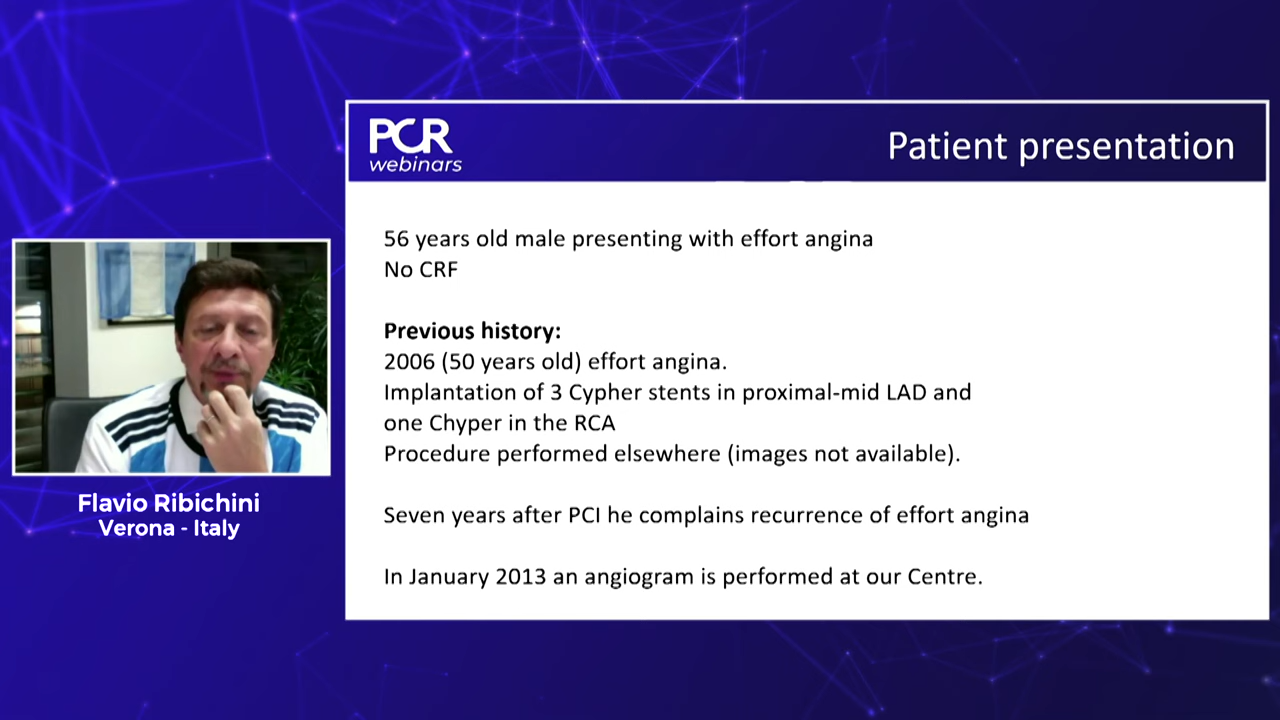 PCR
webinars
Patient presentation
56 years old male presenting with effort angina
No CRF
Previous history:
2006 (50 years old) effort angina.
Implantation of 3 Cypher stents in proximal-mid LAD and
one Chyper in the RCA
Procedure performed elsewhere (images not available).
Seven years after PCI he complains recurrence of effort angina
In January 2013 an angiogram is performed at our Centre.
Flavio Ribichini
Verona - Italy